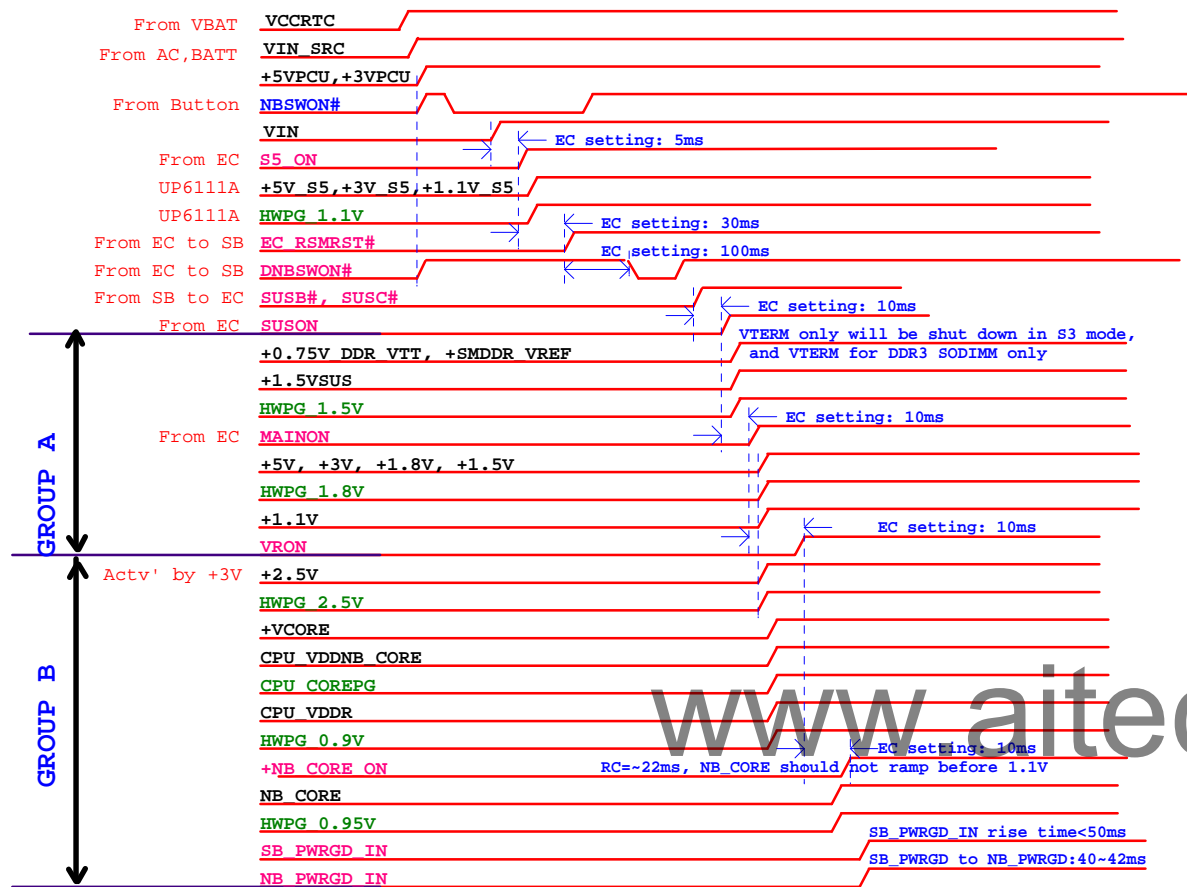 From VBAT VCCRTC
From AC,BATT VIN_SRC
+5VPCU,+3VPCU
From Button NBSWON#
VIN
EC setting: 5ms
From EC S5_ON
UP6111A +5V_S5,+3V_S5,+1.1V_S5
UP6111A HWPG_1.1V
EC setting: 30ms
From EC to SB EC_RSMRST#
EC setting: 100ms
From EC to SB DNBSWON#
From SB to EC SUSB#, SUSC#
EC setting: 10ms
From EC SUSON
VTERM only will be shut down in S3 mode,
+0.75V_DDR_VTT, +SMDDR_VREF and VTERM for DDR3 SODIMM only
+1.5VSUS
HWPG_1.5V
EC setting: 10ms
From EC MAINON
+5V, +3V, +1.8V, +1.5V
HWPG_1.8V
+1.1V
EC setting: 10ms
VRON
GROUP A
Actv' by +3V +2.5V
HWPG_2.5V
+VCORE
CPU_VDDNB_CORE
CPU_COREPG
CPU_VDDR
HWPG_0.9V
EC setting: 10ms
+NB_CORE_ON RC=~22ms, NB_CORE should not ramp before 1.1V
NB_CORE
HWPG_0.95V
SB_PWRGD_IN rise time<50ms
SB_PWRGD_IN
SB_PWRGD to NB_PWRGD:40~42ms
NB_PWRGD_IN
GROUP B
www.aitec